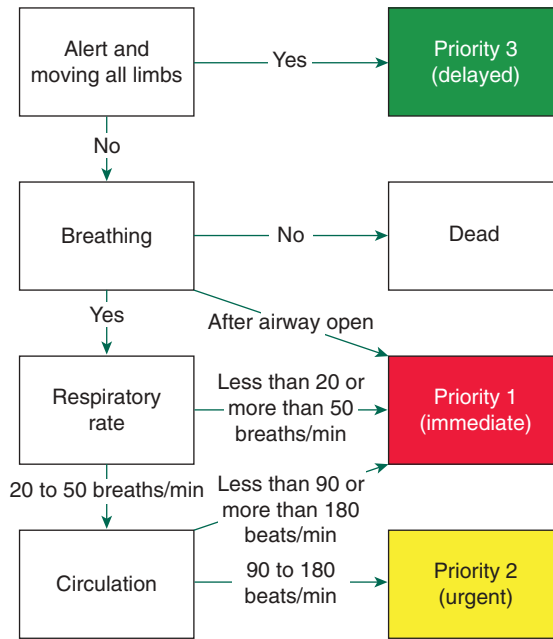 Alert and
moving all limbs
Yes
Priority 3
(delayed)
No
Breathing
No
Dead
Yes
After airway open
Respiratory
rate
Less than 20 or
more than 50
breaths/min
Priority 1
(immediate)
20 to 50 breaths/min
Less than 90 or
more than 180
beats/min
Circulation
90 to 180
beats/min
Priority 2
(urgent)